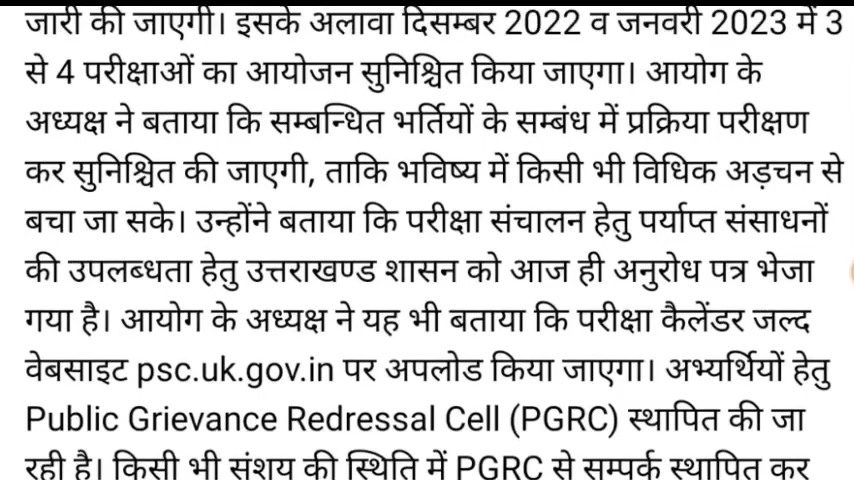 जारी की जाएगी। इसके अलावा दिसम्बर 2022 व जनवरी 2023 में 3
से 4 परीक्षाओं का आयोजन सुनिश्चित किया जाएगा। आयोग के
अध्यक्ष ने बताया कि सम्बन्धित भर्तियों के सम्बंध में प्रक्रिया परीक्षण
कर सुनिश्चित की जाएगी, ताकि भविष्य में किसी भी विधिक अड़चन से
बचा जा सके। उन्होंने बताया कि परीक्षा संचालन हेतु पर्याप्त संसाधनों
की उपलब्धता हेतु उत्तराखण्ड शासन को आज ही अनुरोध पत्र भेजा
गया है। आयोग के अध्यक्ष ने यह भी बताया कि परीक्षा कैलेंडर जल्द
वेबसाइट psc.uk.gov.in पर अपलोड किया जाएगा। अभ्यर्थियों हेतु
Public Grievance Redressal Cell (PGRC) स्थापित की जा
रही है। किसी भी संशय की स्थिति में PGRC से सम्पर्क स्थापित कर